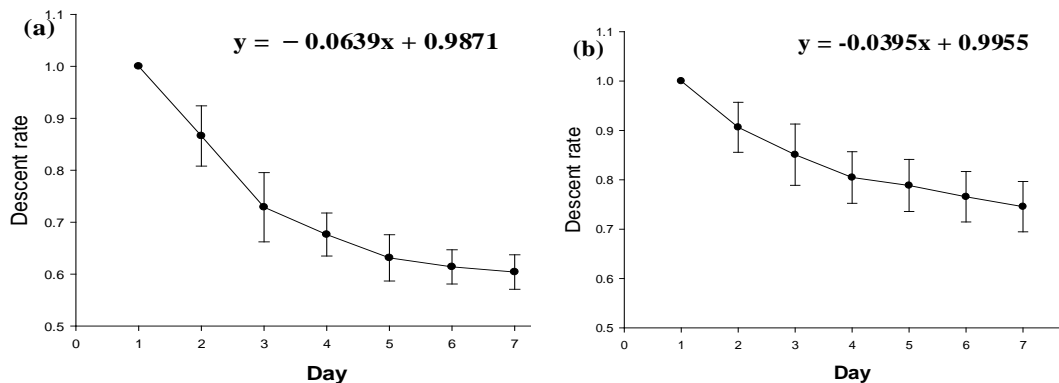 (a)
y = − 0.0639x + 0.9871
1.1
1.0
0.9
0.8
0.7
0.6
0.5
Descent rate
0 1 2 3 4 5 6 7
Day
(b)
y = -0.0395x + 0.9955
1.1
1.0
0.9
0.8
0.7
0.6
0.5
Descent rate
0 1 2 3 4 5 6 7
Day